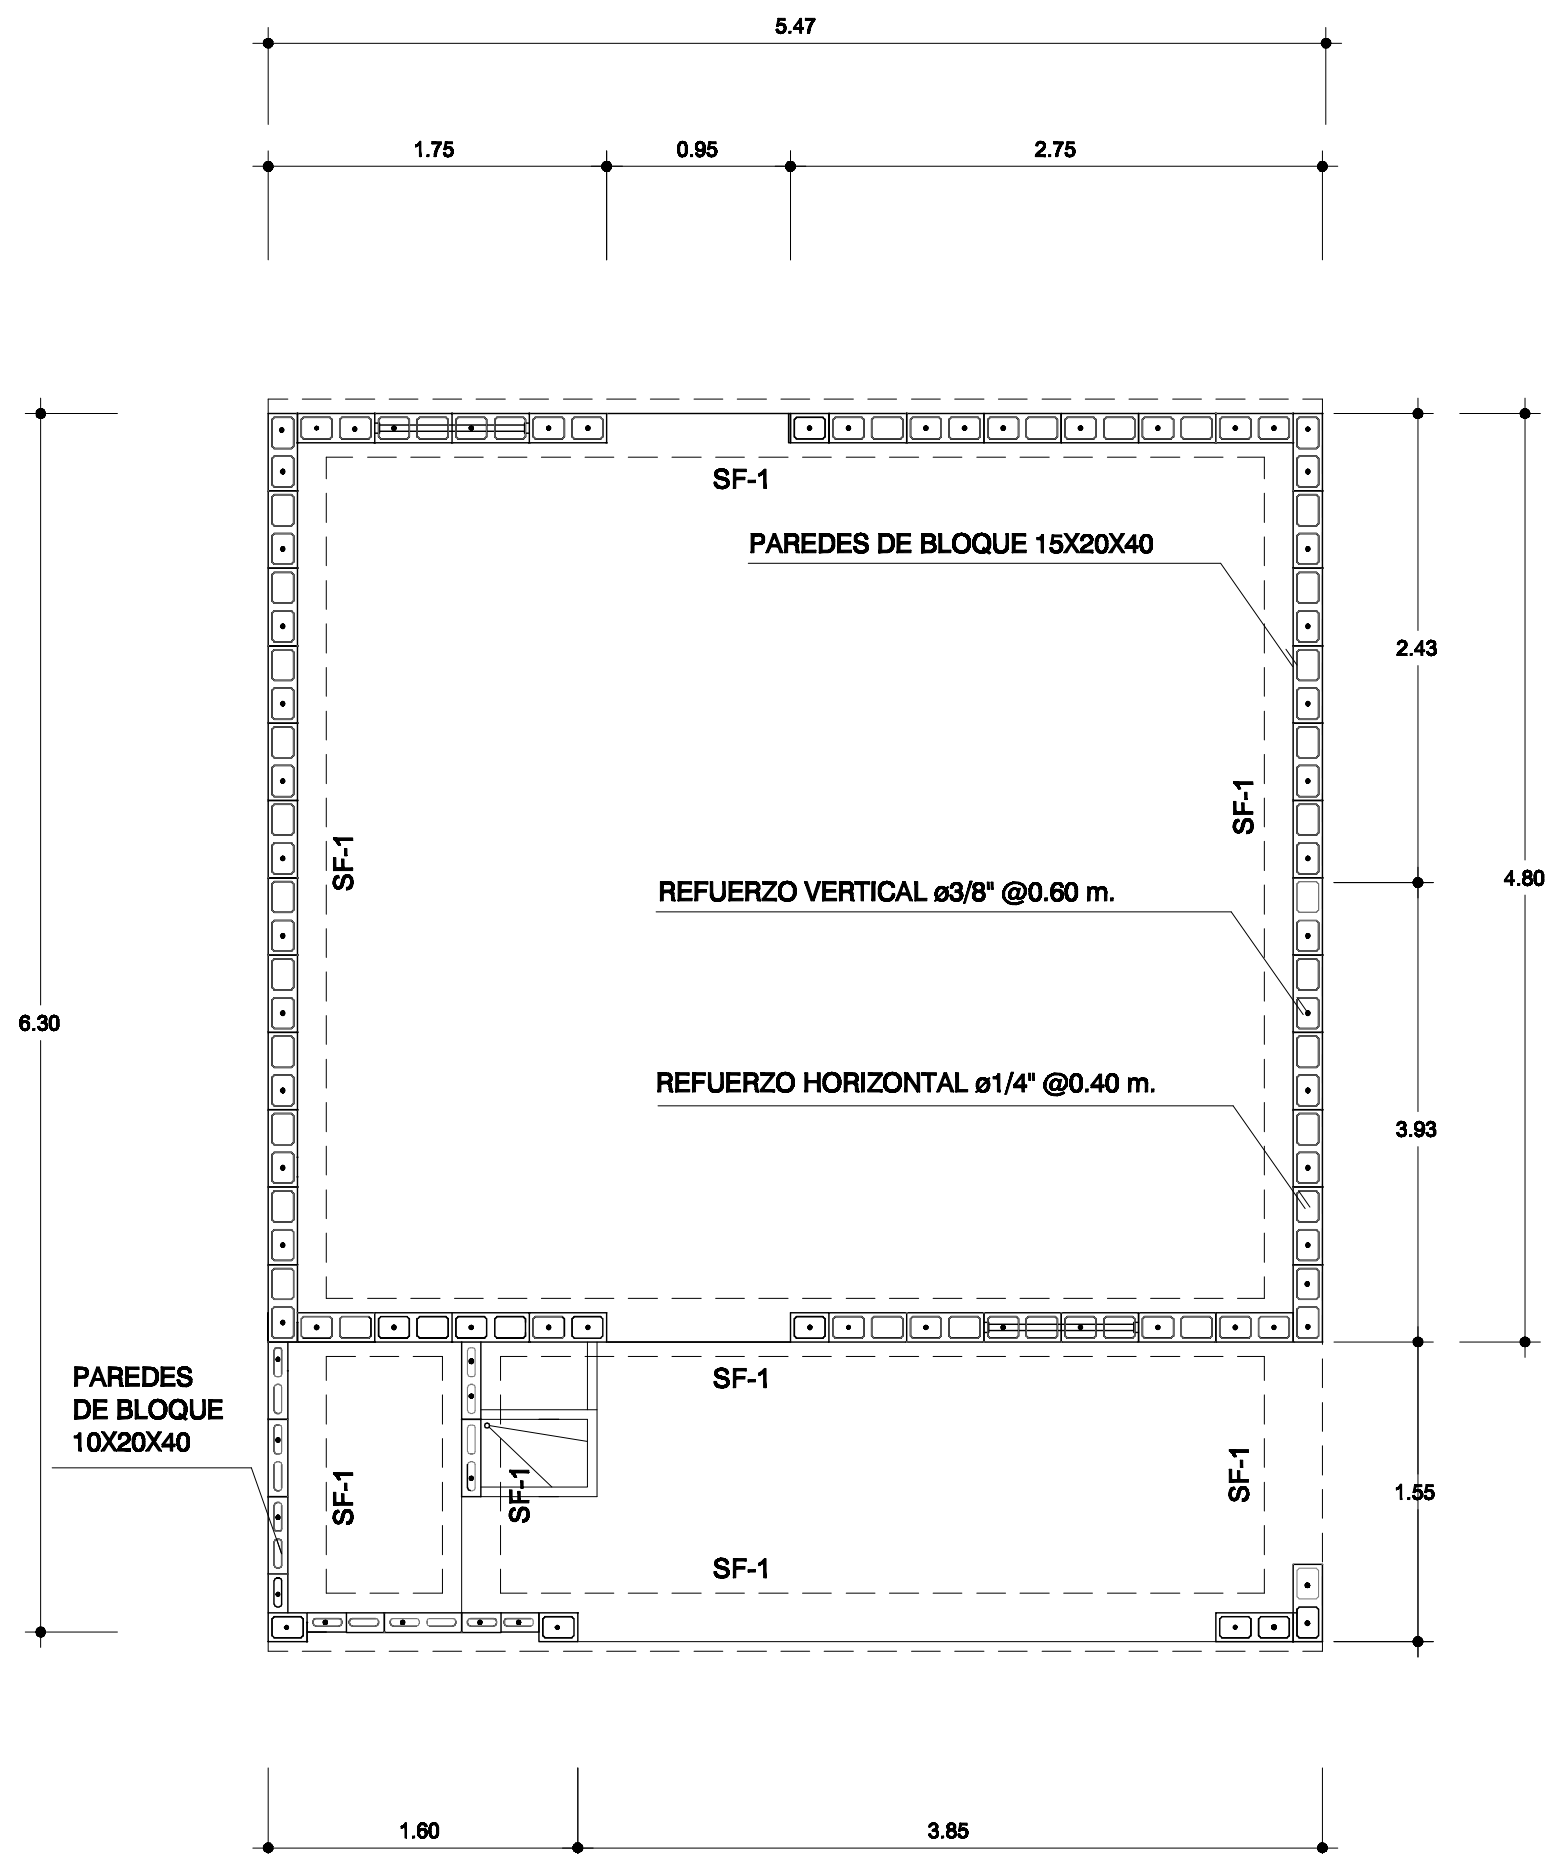 5.47
1.75
0.95
2.75
SF-1
PAREDES DE BLOQUE 15X20X40
2.43
SF-1
SF-1
REFUERZO VERTICAL ø3/8" @0.60 m.
4.80
6.30
REFUERZO HORIZONTAL ø1/4" @0.40 m.
3.93
PAREDES
DE BLOQUE
10X20X40
SF-1
SF-1
SF-1
SF-1
1.55
SF-1
1.60
3.85